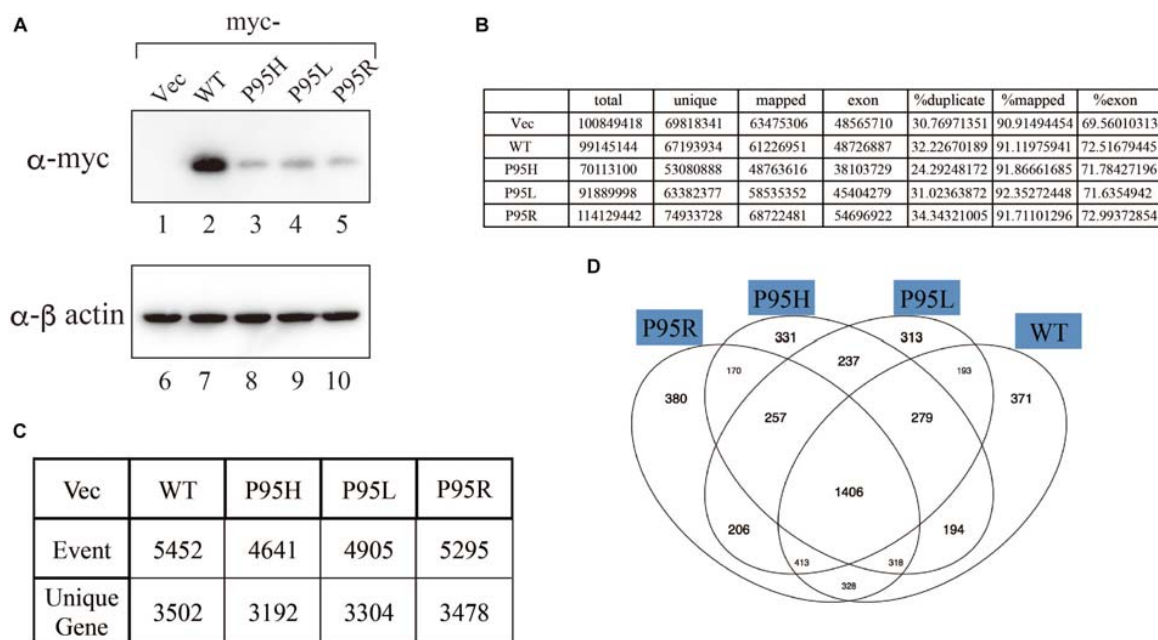 A
myc-
Vec WT P95H P95L P95R
α-myc
1 2 3 4 5
α-β actin
6 7 8 9 10
B
total unique mapped exon %duplicate %mapped %exon
Vec 100849418 69818341 63475306 48565710 30.76971351 90.91494454 69.56010313
WT 99145144 67193934 61226951 48726887 32.22670189 91.11975941 72.51679445
P95H 70113100 53080888 48763616 38103729 24.29248172 91.86661685 71.78427196
P95L 91889998 63382377 58535352 45404279 31.02363872 92.35272448 71.6354942
P95R 114129442 74933728 68722481 54696922 34.34321005 91.71101296 72.99372854
C
Vec WT P95H P95L P95R
Event 5452 4641 4905 5295
Unique
Gene 3502 3192 3304 3478
D
P95H P95L
P95R WT
331 313
237
170 193
380 371
257 279
1406
206 194
413 318
328